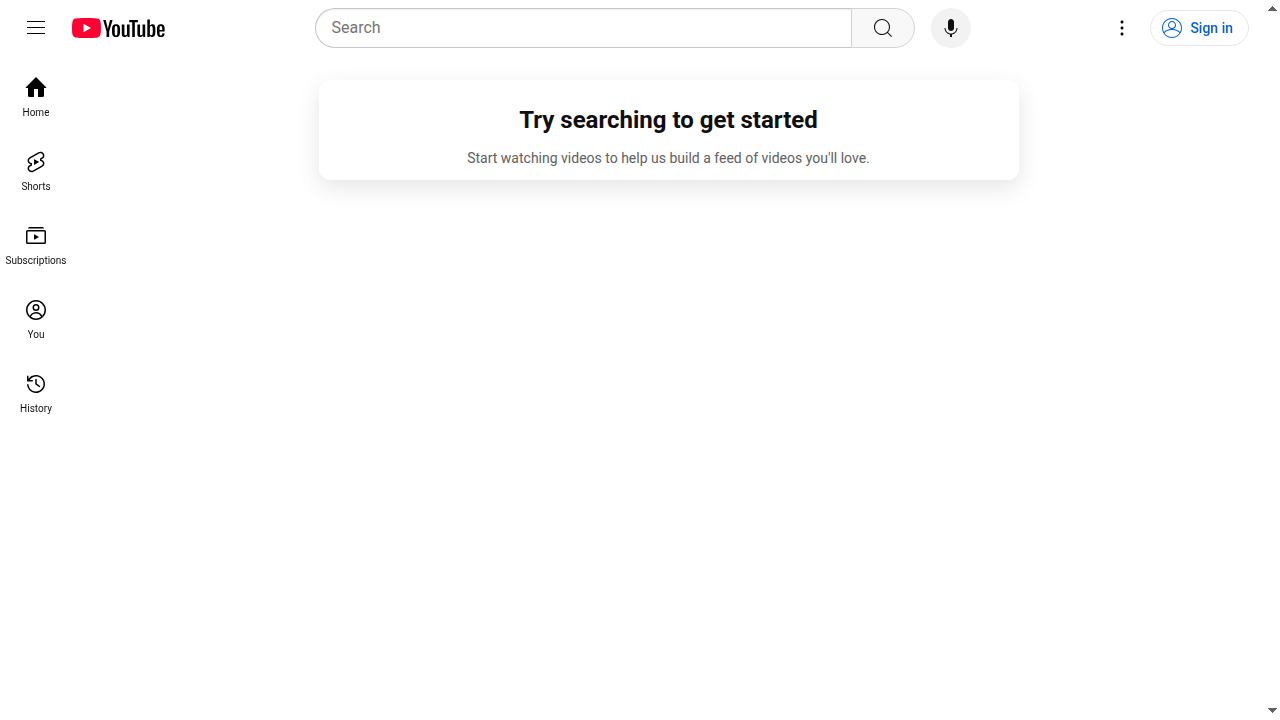 YouTube
Search
Sign in
Home
Shorts
Subscriptions
You
History
Try searching to get started
Start watching videos to help us build a feed of videos you'll love.